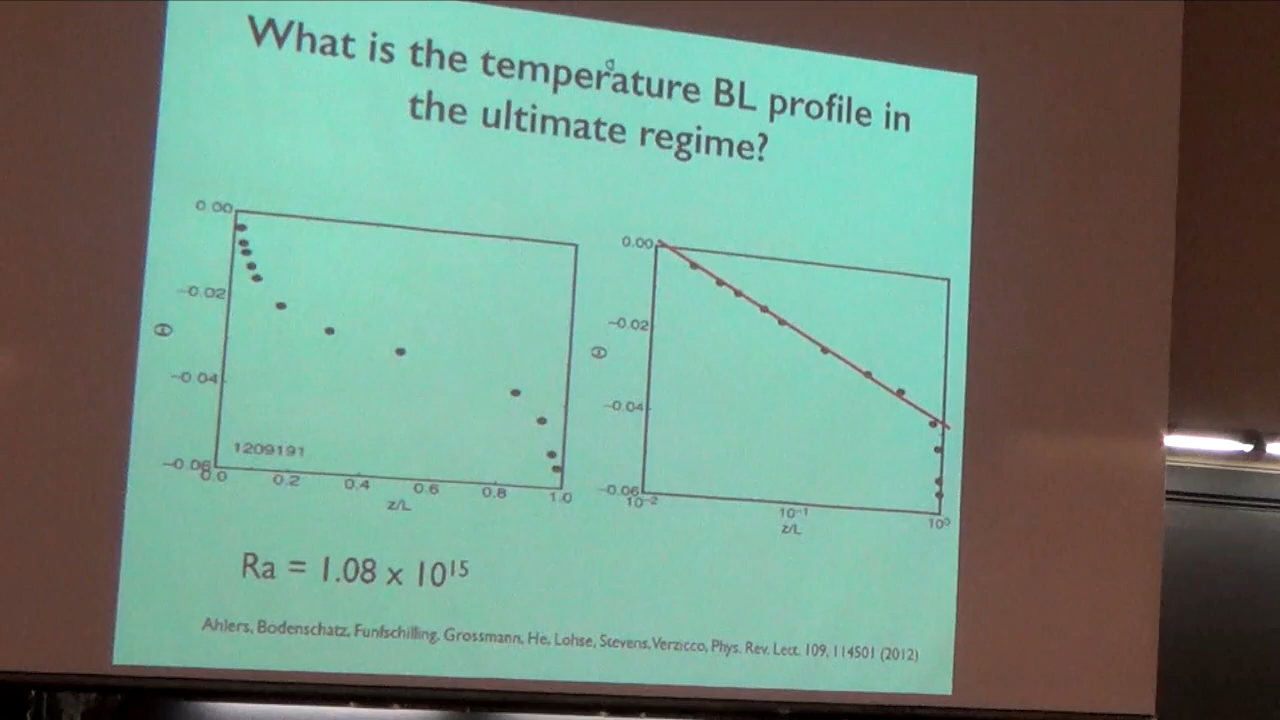 What is the temperature BL profile in
the ultimate regime?
0.00
−0.02
Θ
−0.04
−0.06
1209191
0.0 0.2 0.4 0.6 0.8 1.0
z/L
0.00
−0.02
Θ
−0.04
−0.06
10⁻² 10⁻¹ 10⁰
z/L
Ra = 1.08 x 10¹⁵
Ahlers, Bodenschatz, Funfschilling, Grossmann, He, Lohse, Stevens, Verzicco, Phys. Rev. Lett. 109, 114501 (2012)